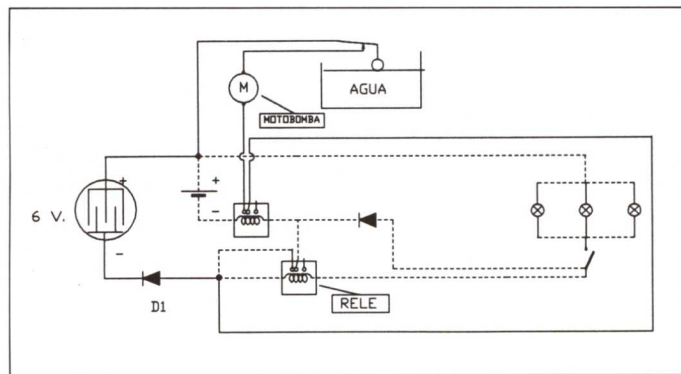 AGUA
M
MOTOBOMBA
+
+
6 V.
-
-
D1
RELE